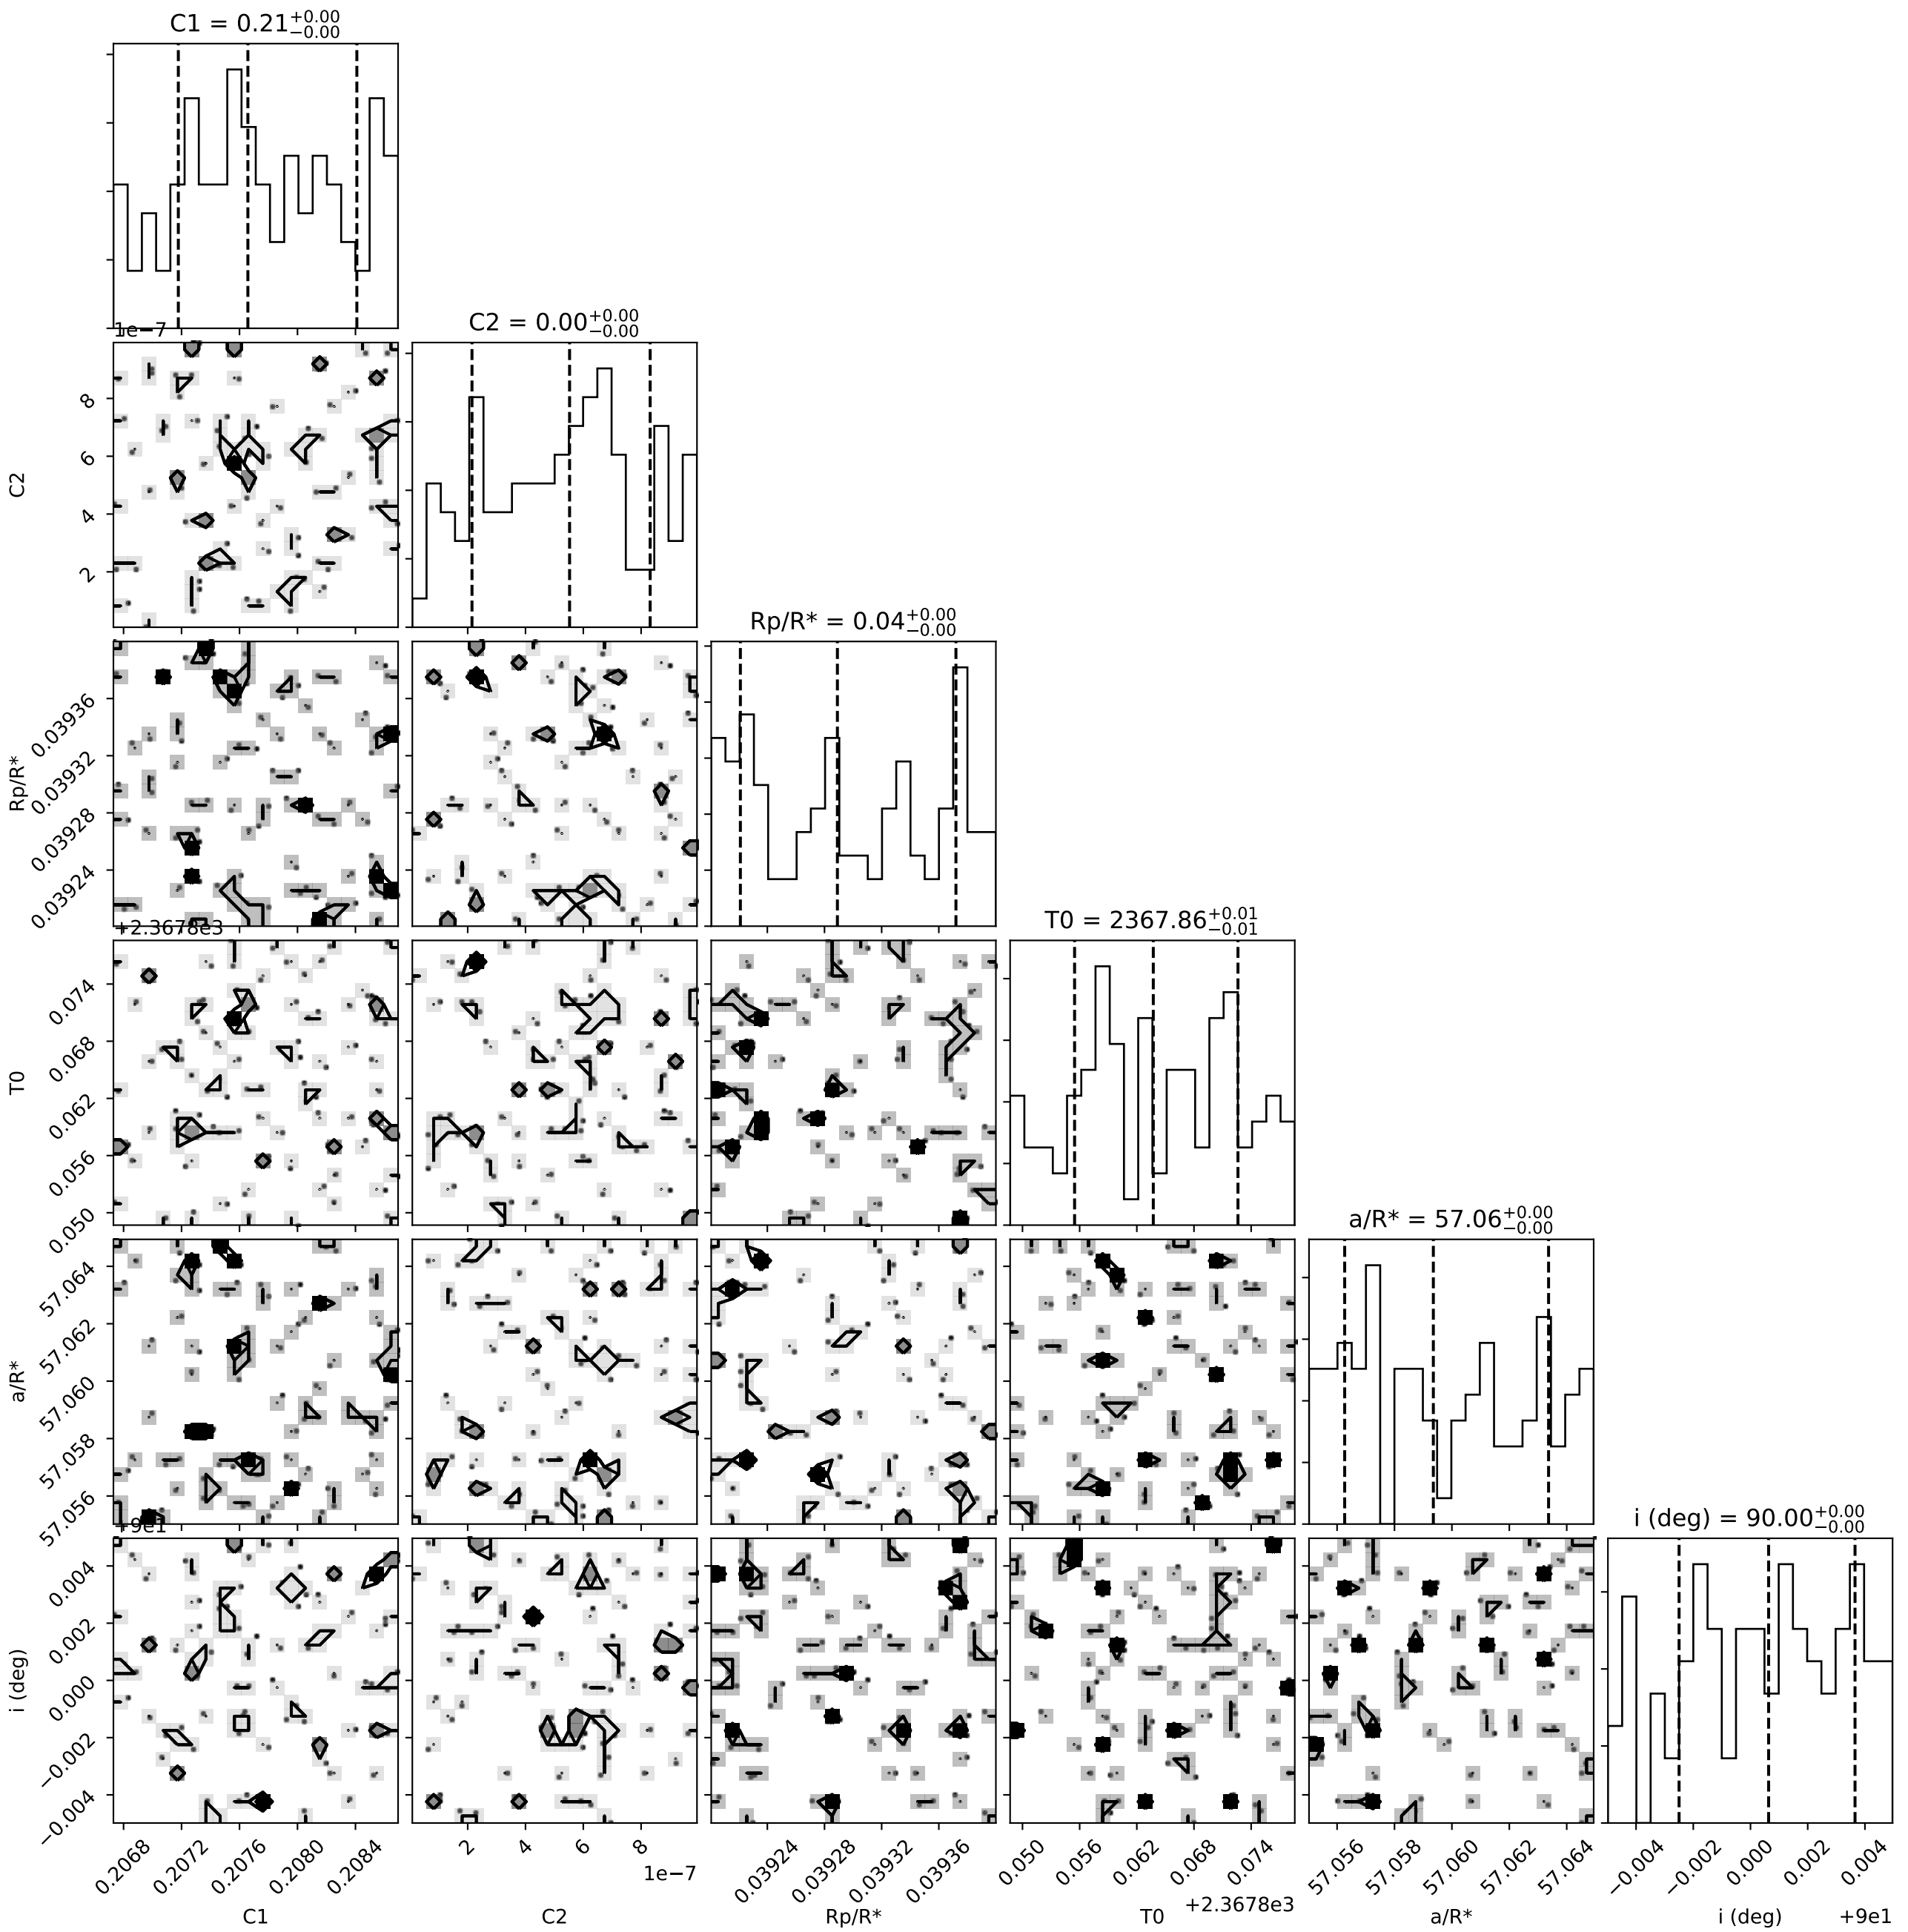 C1 = 0.21+0.00−0.00
1e−7
C2 = 0.00+0.00−0.00
8
6
4
2
C2
Rp/R* = 0.04+0.00−0.00
0.03936
0.03932
0.03928
0.03924
Rp/R*
+2.3678e3
T0 = 2367.86+0.01−0.01
0.074
0.068
0.062
0.056
0.050
T0
a/R* = 57.06+0.00−0.00
57.064
57.062
57.060
57.058
57.056
a/R*
+9e1
i (deg) = 90.00+0.00−0.00
0.004
0.002
0.000
−0.002
−0.004
i (deg)
0.2068 0.2072 0.2076 0.2080 0.2084
C1
2 4 6 8
1e−7
C2
0.03924 0.03928 0.03932 0.03936
Rp/R*
0.050 0.056 0.062 0.068 0.074
+2.3678e3
T0
57.056 57.058 57.060 57.062 57.064
a/R*
−0.004 −0.002 0.000 0.002 0.004
i (deg)
+9e1